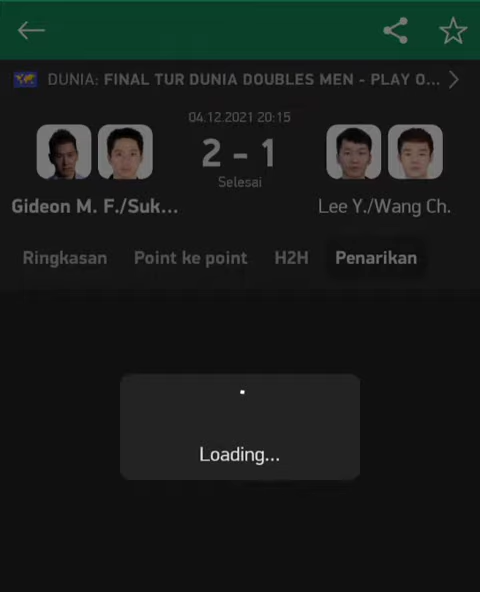 DUNIA: FINAL TUR DUNIA DOUBLES MEN - PLAY O...
04.12.2021 20:15
2 - 1
Selesai
Gideon M. F./Suk... Lee Y./Wang Ch.
Ringkasan Point ke point H2H Penarikan
Loading...